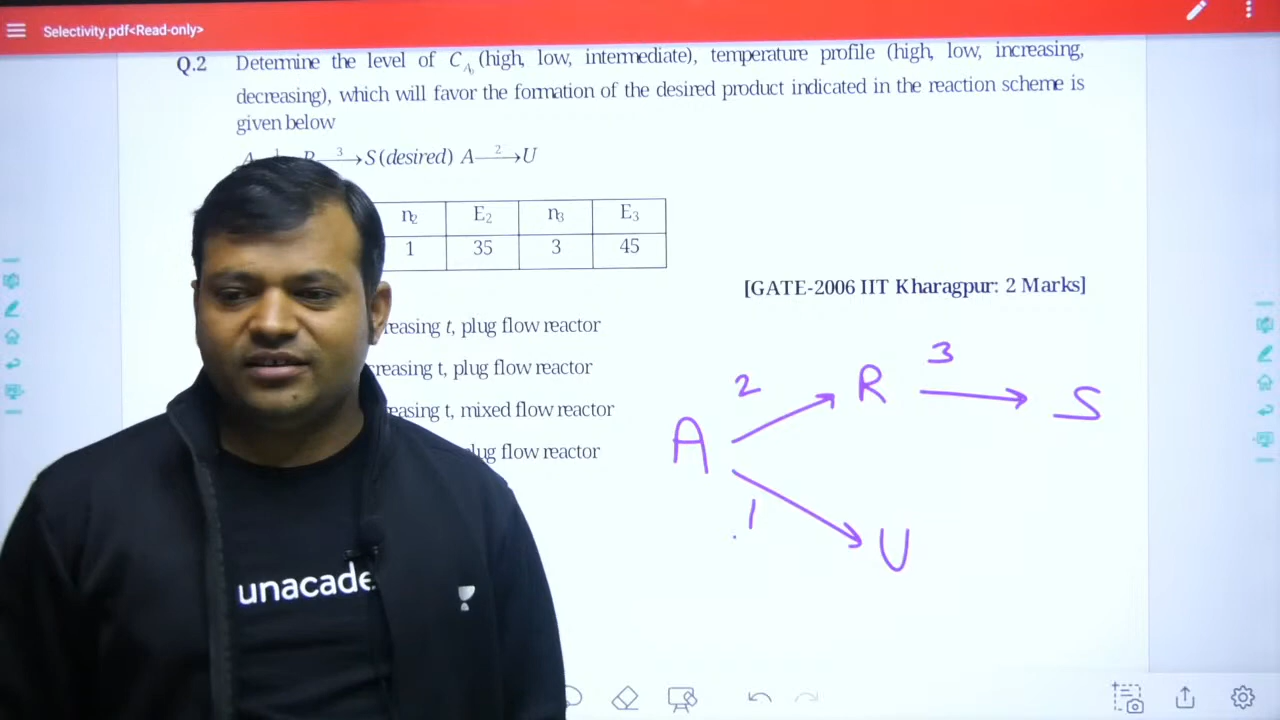 Selectivity.pdf<Read-only>
Q.2 Determine the level of C_A₀ (high, low, intermediate), temperature profile (high, low, increasing,
decreasing), which will favor the formation of the desired product indicated in the reaction scheme is
given below
3→ S(desired) A 2→ U
n₂ E₂ n₃ E₃
1 35 3 45
[GATE-2006 IIT Kharagpur: 2 Marks]
easing t, plug flow reactor
reasing t, plug flow reactor
easing t, mixed flow reactor
plug flow reactor
2 R 3 S
A
1 U
unacade